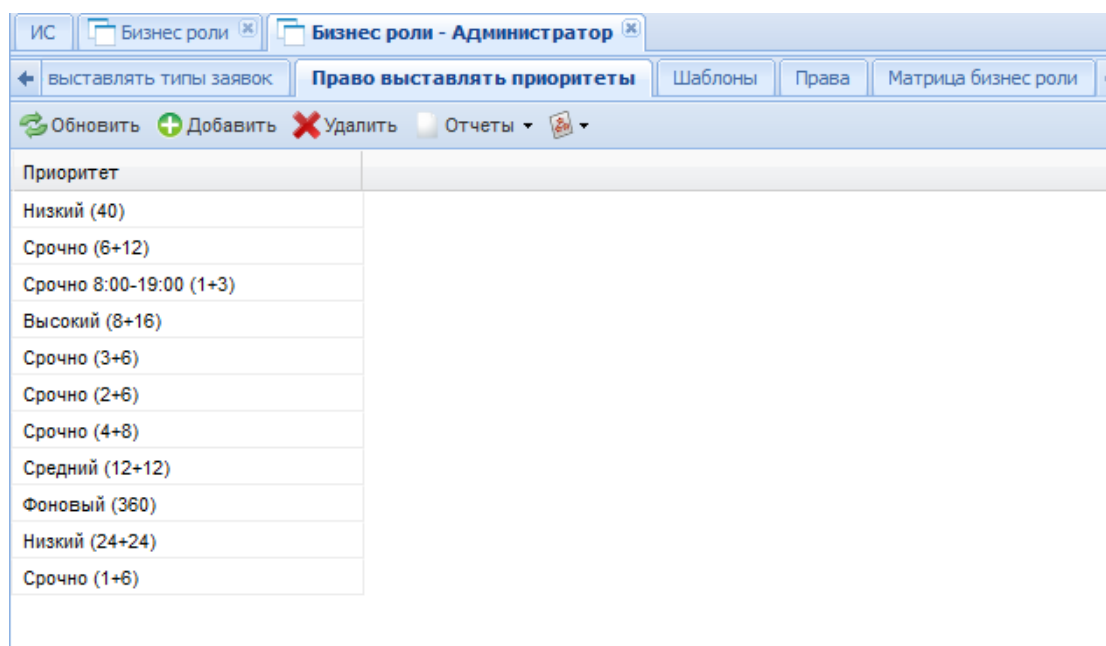 ИС Бизнес роли Бизнес роли - Администратор
выставлять типы заявок Право выставлять приоритеты Шаблоны Права Матрица бизнес роли
Обновить Добавить Удалить Отчеты
Приоритет
Низкий (40)
Срочно (6+12)
Срочно 8:00-19:00 (1+3)
Высокий (8+16)
Срочно (3+6)
Срочно (2+6)
Срочно (4+8)
Средний (12+12)
Фоновый (360)
Низкий (24+24)
Срочно (1+6)